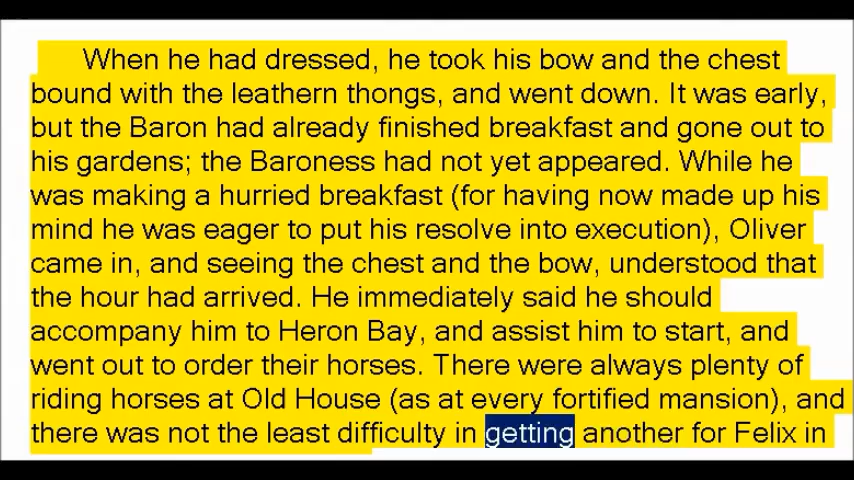 When he had dressed, he took his bow and the chest
bound with the leathern thongs, and went down. It was early,
but the Baron had already finished breakfast and gone out to
his gardens; the Baroness had not yet appeared. While he
was making a hurried breakfast (for having now made up his
mind he was eager to put his resolve into execution), Oliver
came in, and seeing the chest and the bow, understood that
the hour had arrived. He immediately said he should
accompany him to Heron Bay, and assist him to start, and
went out to order their horses. There were always plenty of
riding horses at Old House (as at every fortified mansion), and
there was not the least difficulty in getting another for Felix in